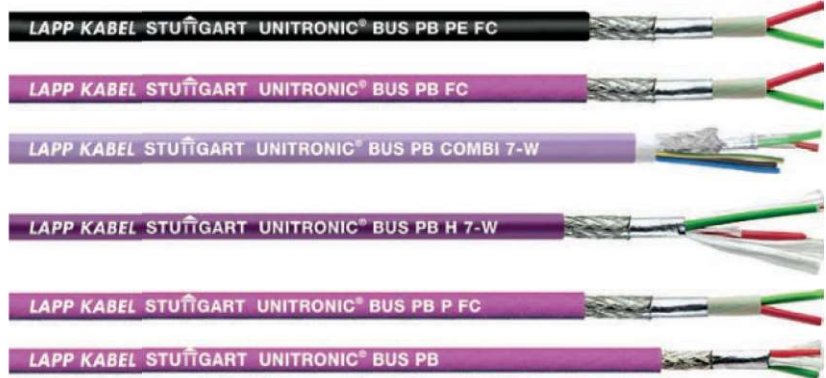 LAPP KABEL STUTTGART UNITRONIC® BUS PB PE FC
LAPP KABEL STUTTGART UNITRONIC® BUS PB FC
LAPP KABEL STUTTGART UNITRONIC® BUS PB COMBI 7-W
LAPP KABEL STUTTGART UNITRONIC® BUS PB H 7-W
LAPP KABEL STUTTGART UNITRONIC® BUS PB P FC
LAPP KABEL STUTTGART UNITRONIC® BUS PB